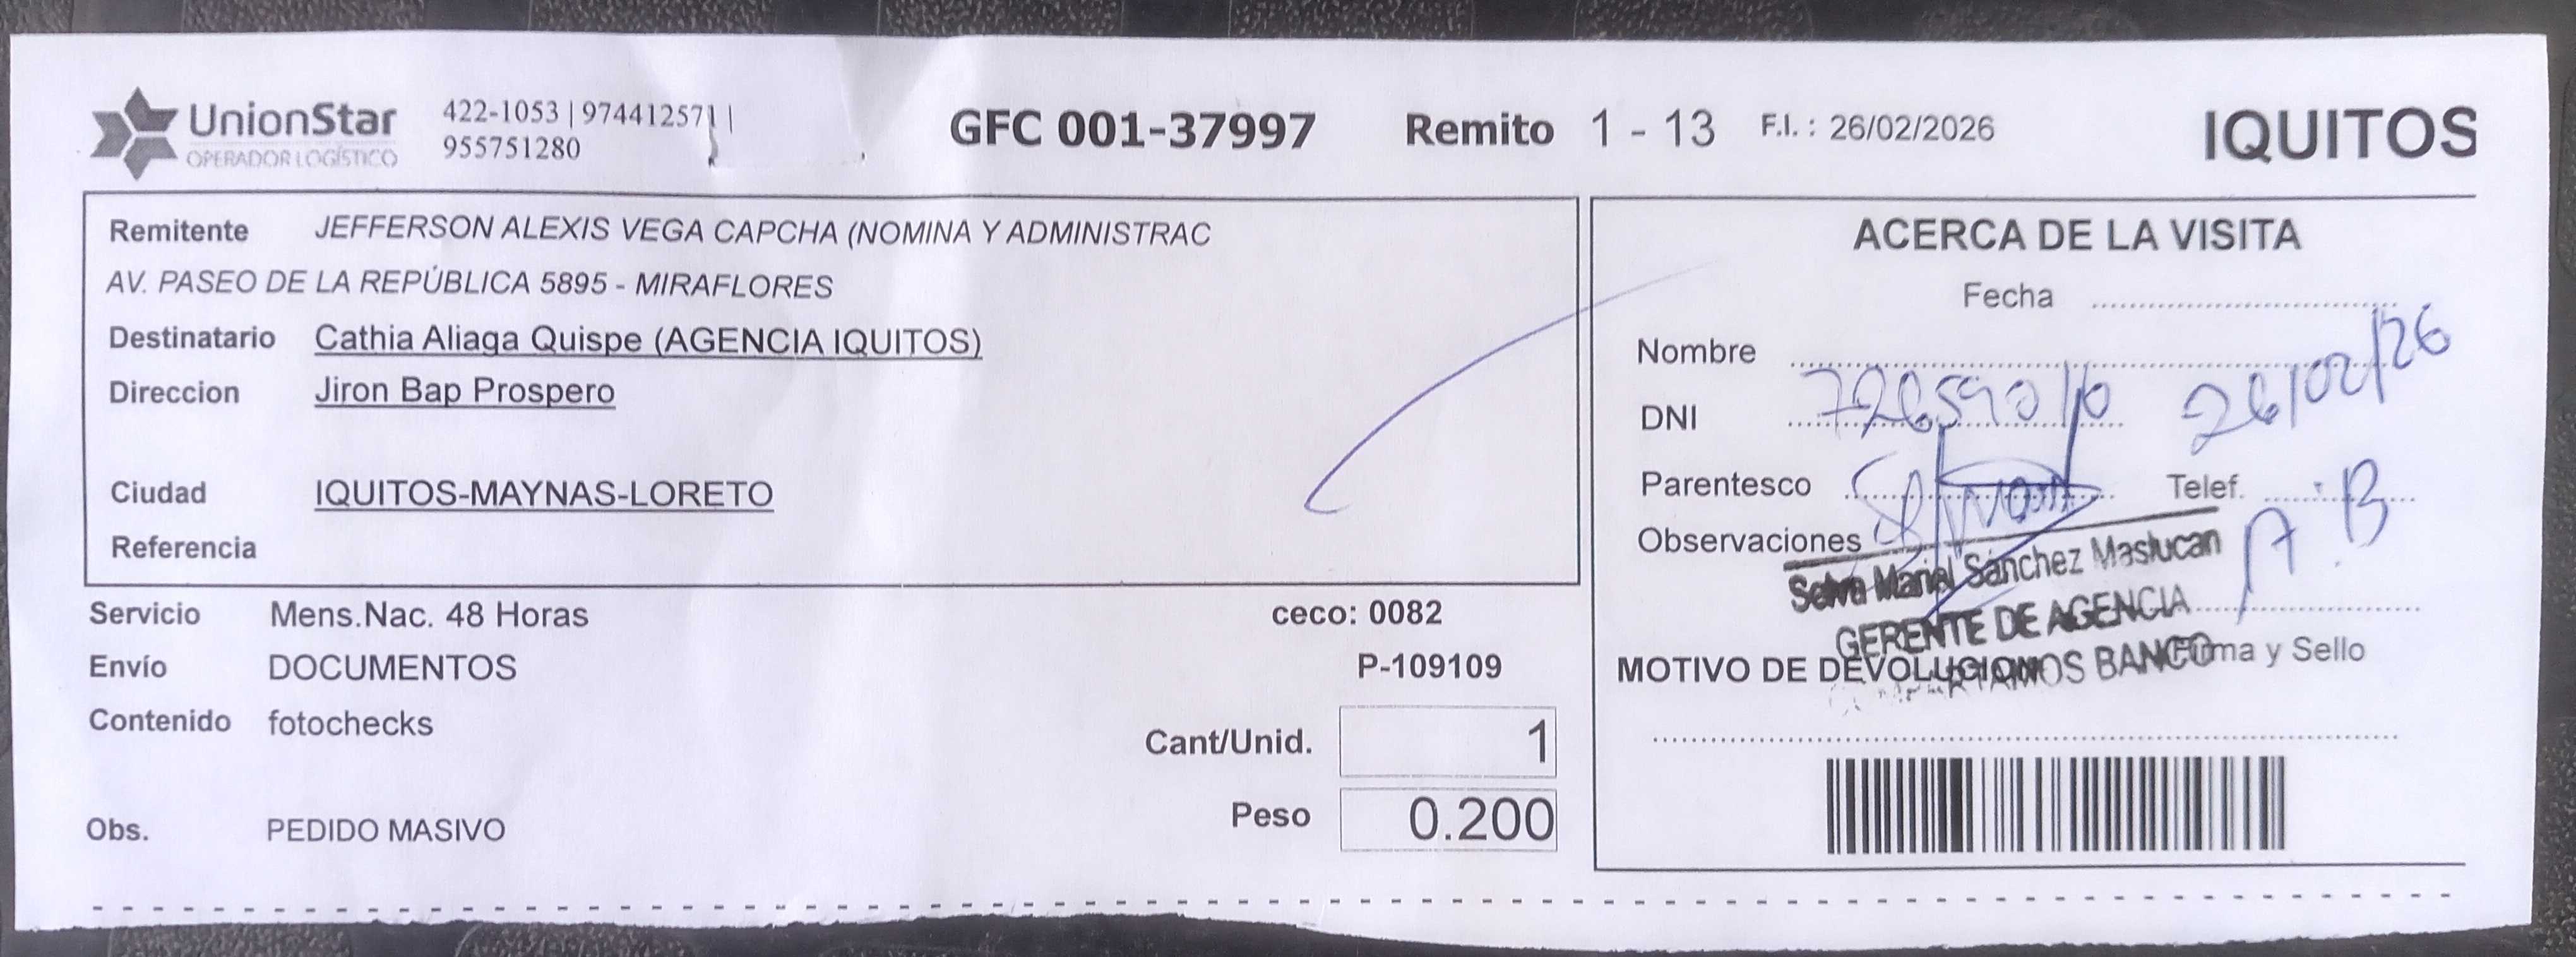 UnionStar
OPERADOR LOGÍSTICO
422-1053 | 974412571 |
955751280
GFC 001-37997 Remito 1 - 13 F.I. : 26/02/2026 IQUITOS
Remitente JEFFERSON ALEXIS VEGA CAPCHA (NOMINA Y ADMINISTRAC
AV. PASEO DE LA REPÚBLICA 5895 - MIRAFLORES
Destinatario Cathia Aliaga Quispe (AGENCIA IQUITOS)
Direccion Jiron Bap Prospero
Ciudad IQUITOS-MAYNAS-LORETO
Referencia
Servicio Mens.Nac. 48 Horas ceco: 0082
Envío DOCUMENTOS P-109109
Contenido fotochecks
Cant/Unid. 1
Peso 0.200
Obs. PEDIDO MASIVO
ACERCA DE LA VISITA
Fecha
26/02/26
Nombre
DNI
Parentesco Telef.
A.B
Observaciones
Mariel Sánchez Maslucan
GERENTE DE AGENCIA
BANCO
Firma y Sello
MOTIVO DE DEVOLUCION